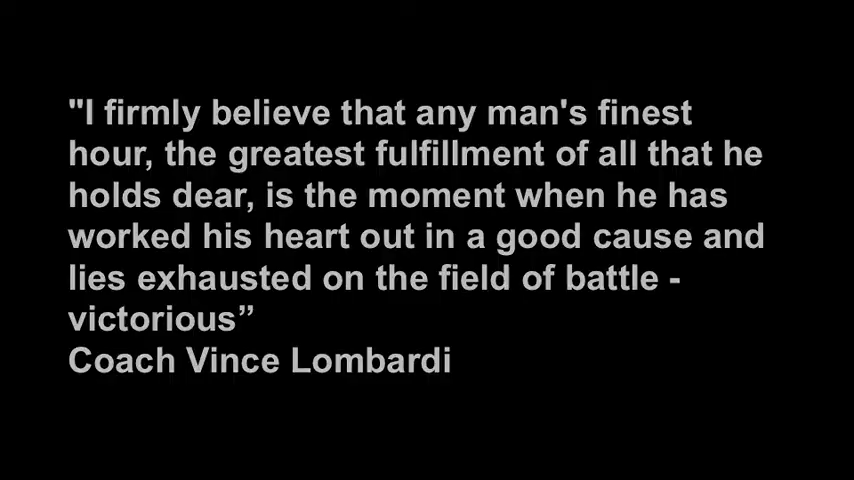 "I firmly believe that any man's finest
hour, the greatest fulfillment of all that he
holds dear, is the moment when he has
worked his heart out in a good cause and
lies exhausted on the field of battle -
victorious”
Coach Vince Lombardi